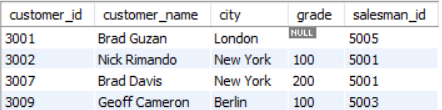 customer_id customer_name city grade salesman_id
3001 Brad Guzan London NULL 5005
3002 Nick Rimando New York 100 5001
3007 Brad Davis New York 200 5001
3009 Geoff Cameron Berlin 100 5003